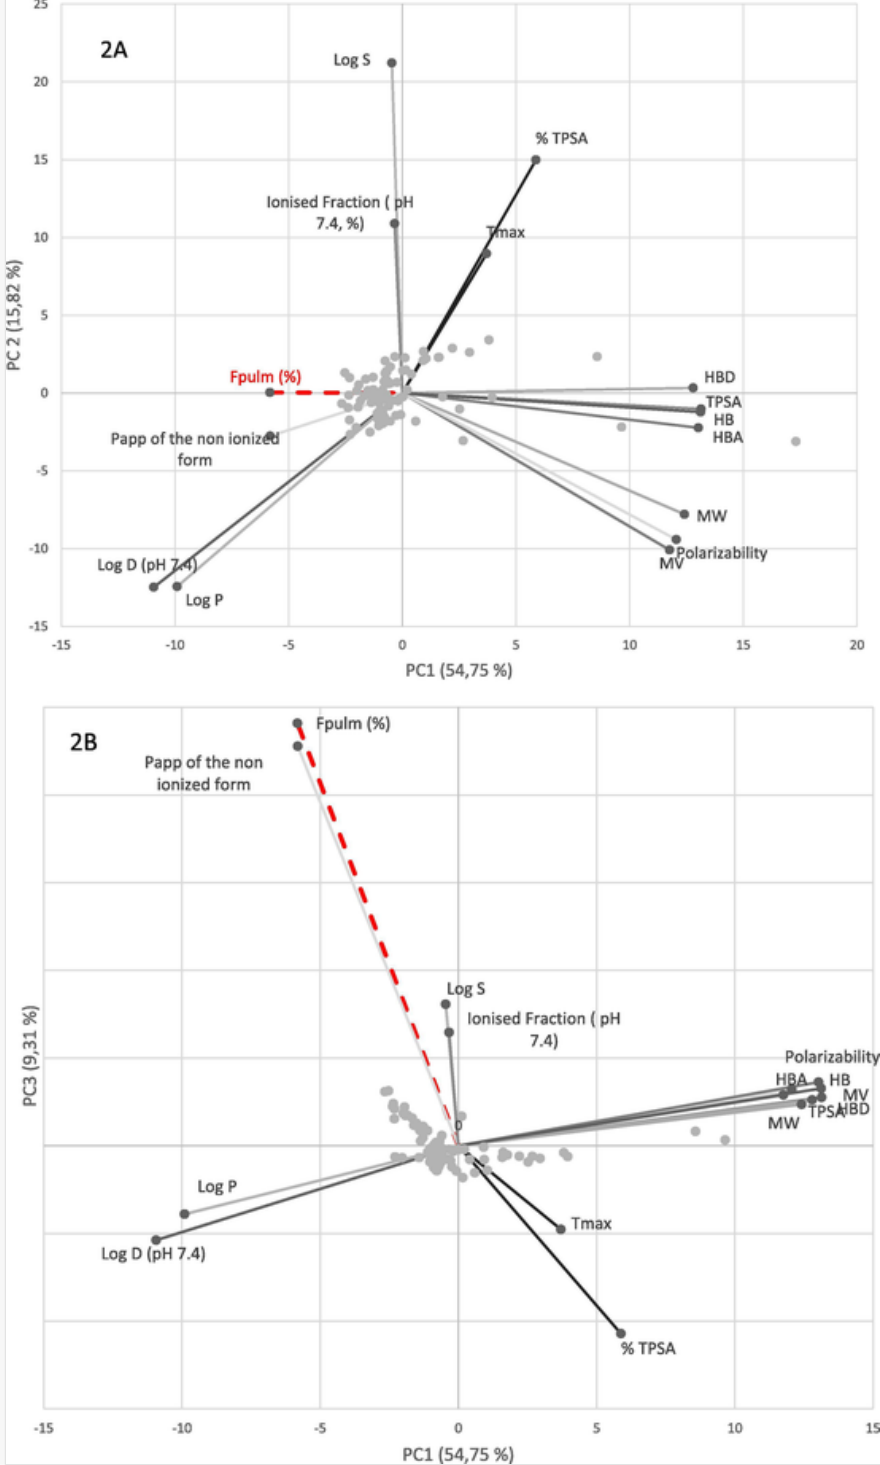 25
2A
Log S
20
% TPSA
15
Ionised Fraction ( pH
7.4, %)
Tmax
10
5
Fpulm (%)
HBD
0
TPSA
HB
HBA
Papp of the non ionized
form
-5
MW
Polarizability
MV
-10
Log D (pH 7.4)
Log P
-15
PC 2 (15,82 %)
-15 -10 -5 0 5 10 15 20
PC1 (54,75 %)
2B
Fpulm (%)
Papp of the non
ionized form
Log S
Ionised Fraction ( pH
7.4)
Polarizability
HBA HB
MV
TPSA HBD
MW
0
Log P
Log D (pH 7.4)
Tmax
% TPSA
PC3 (9,31 %)
-15 -10 -5 0 5 10 15
PC1 (54,75 %)